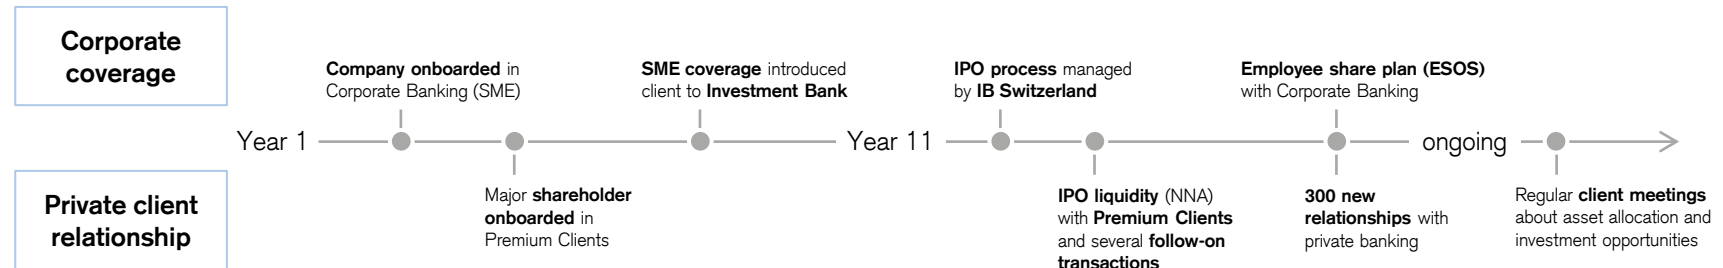 Corporate
coverage
Company onboarded in
Corporate Banking (SME)
SME coverage introduced
client to Investment Bank
IPO process managed
by IB Switzerland
Employee share plan (ESOS)
with Corporate Banking
Year 1
Year 11
ongoing
Private client
relationship
Major shareholder
onboarded in
Premium Clients
IPO liquidity (NNA)
with Premium Clients
and several follow-on
transactions
300 new
relationships with
private banking
Regular client meetings
about asset allocation and
investment opportunities